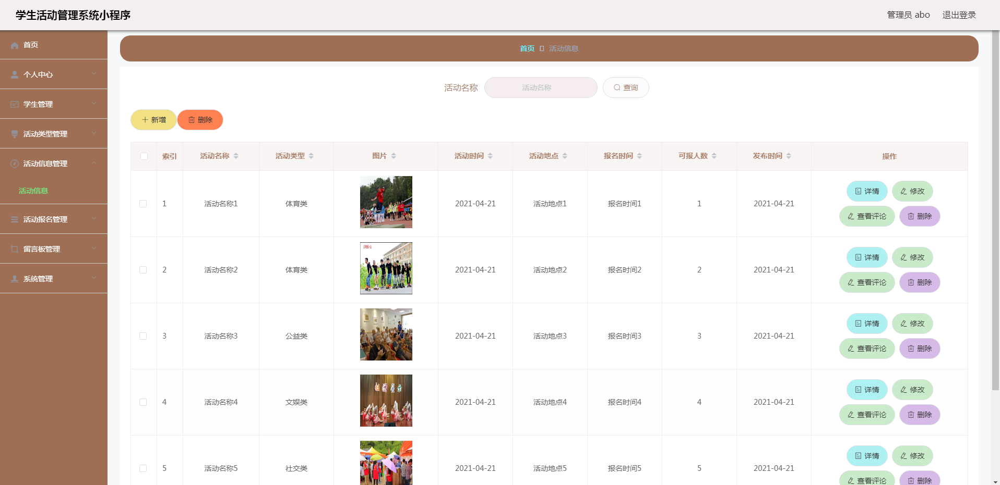 学生活动管理系统小程序
管理员 abo 退出登录
首页
个人中心
学生管理
活动类型管理
活动信息管理
活动信息
活动报名管理
留言板管理
系统管理
首页 活动信息
活动名称 活动名称 查询
新增 删除
索引 活动名称 活动类型 图片 活动时间 活动地点 报名时间 可报人数 发布时间 操作
1 活动名称1 体育类 2021-04-21 活动地点1 报名时间1 1 2021-04-21 详情 修改
查看评论 删除
2 活动名称2 体育类 2021-04-21 活动地点2 报名时间2 2 2021-04-21 详情 修改
查看评论 删除
3 活动名称3 公益类 2021-04-21 活动地点3 报名时间3 3 2021-04-21 详情 修改
查看评论 删除
4 活动名称4 文娱类 2021-04-21 活动地点4 报名时间4 4 2021-04-21 详情 修改
查看评论 删除
5 活动名称5 社交类 2021-04-21 活动地点5 报名时间5 5 2021-04-21 详情 修改
查看评论 删除